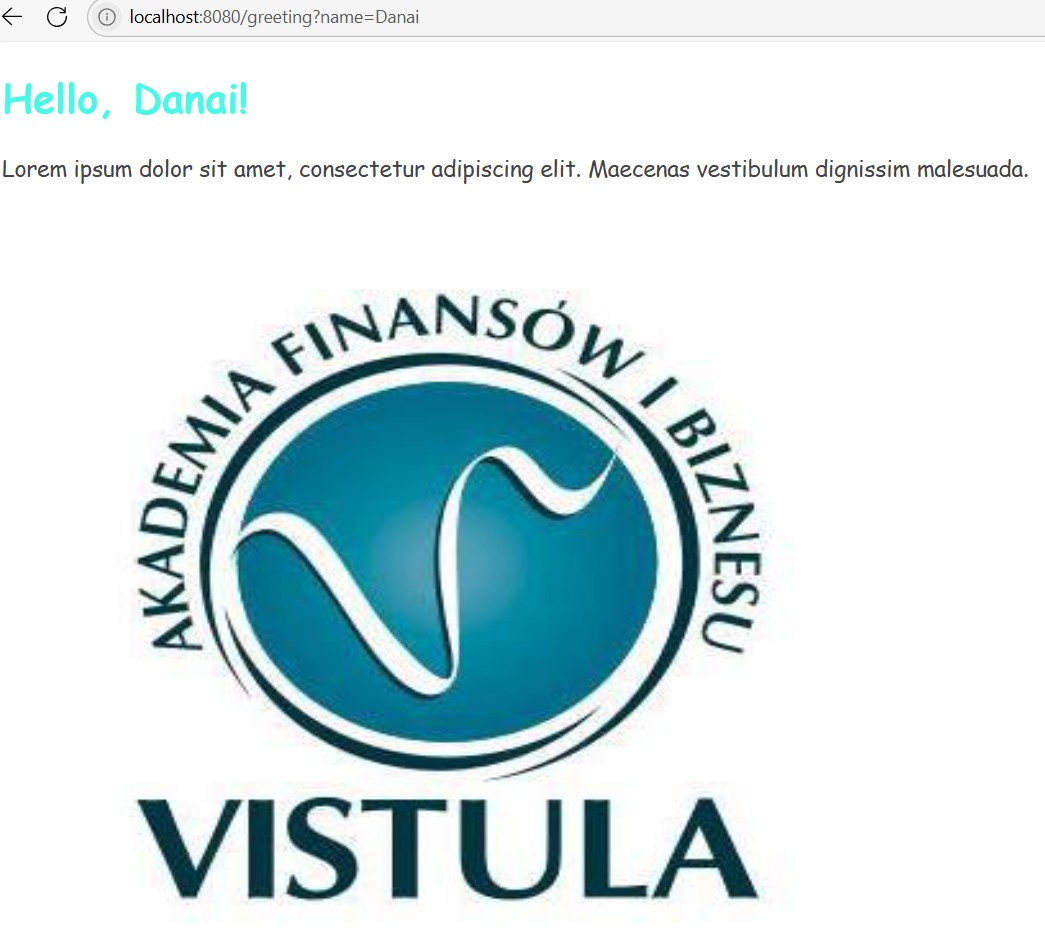 localhost:8080/greeting?name=Danai
Hello, Danai!
Lorem ipsum dolor sit amet, consectetur adipiscing elit. Maecenas vestibulum dignissim malesuada.
AKADEMIA FINANSÓW I BIZNESU
VISTULA